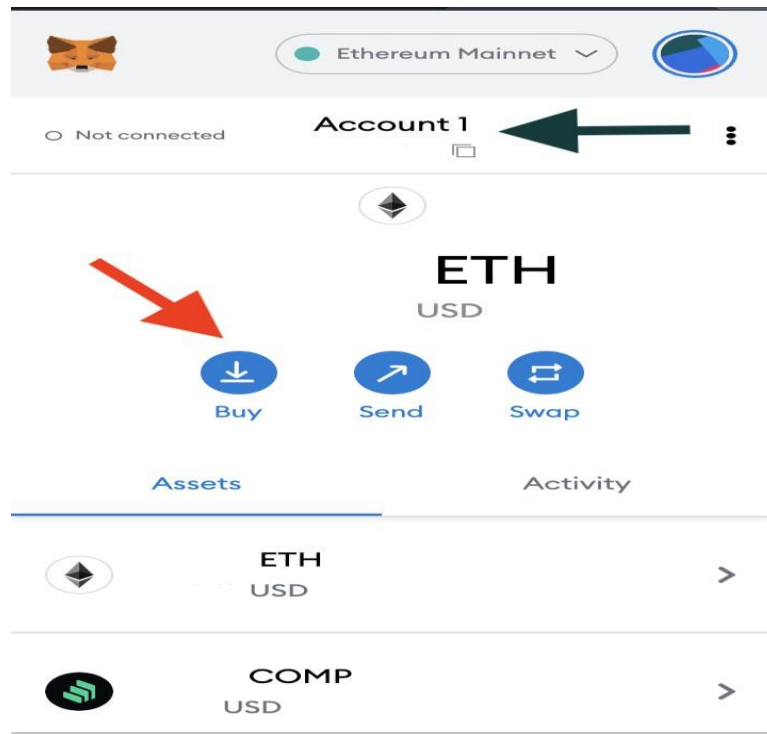 Ethereum Mainnet
Not connected
Account 1
ETH
USD
Buy Send Swap
Assets Activity
ETH
USD
COMP
USD